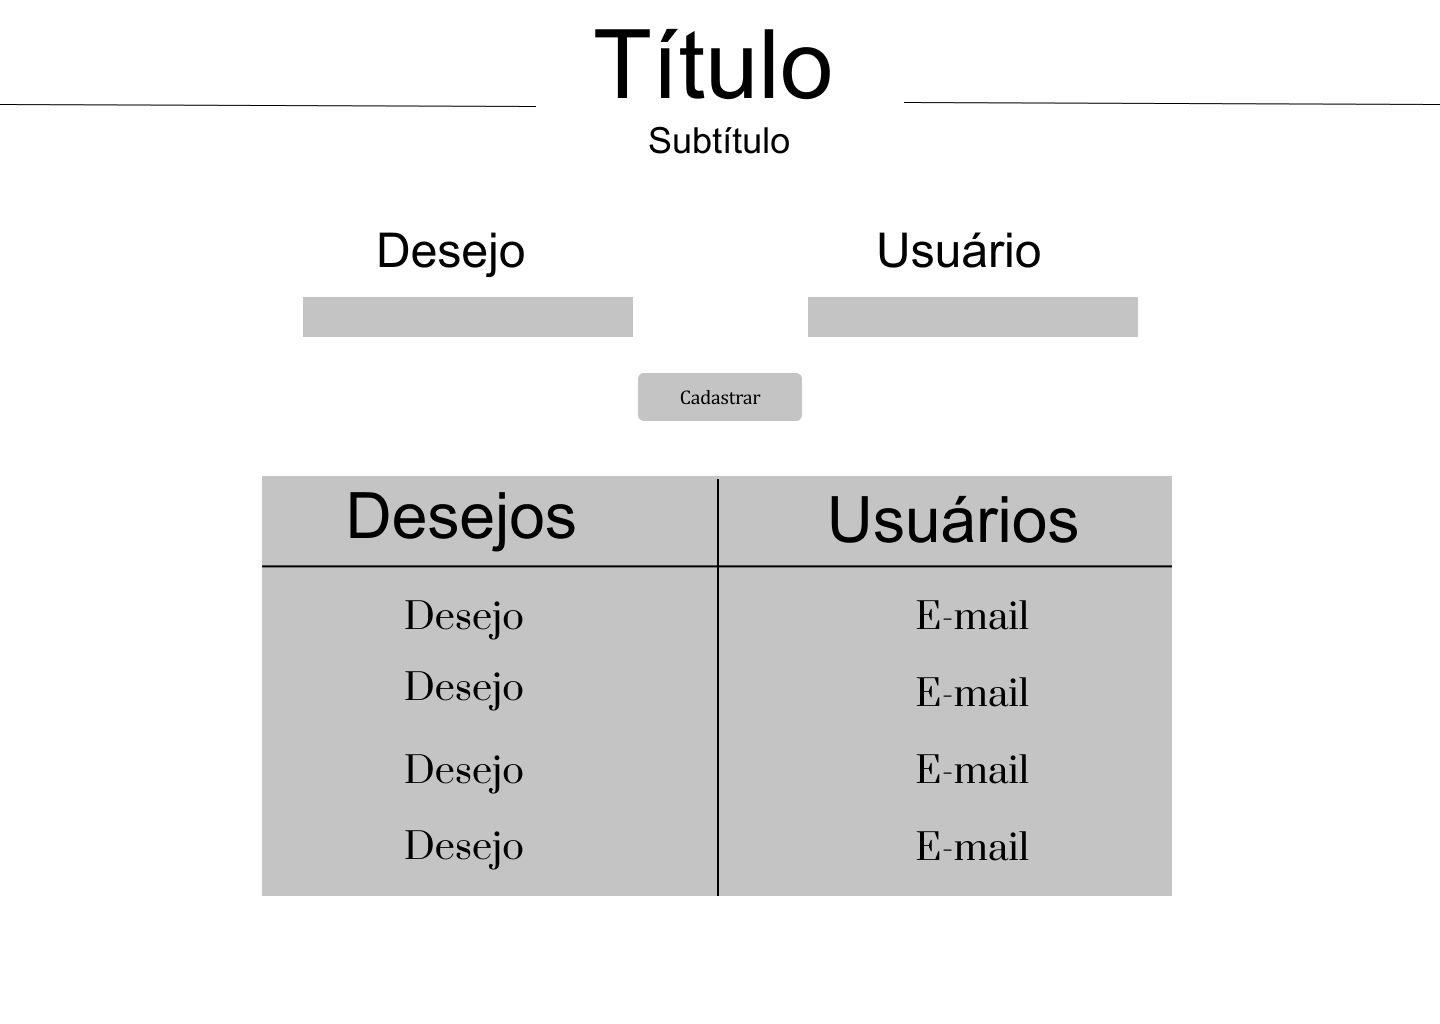 Título
Subtítulo
Desejo
Usuário
Cadastrar
Desejos
Usuários
Desejo
E-mail
Desejo
E-mail
Desejo
E-mail
Desejo
E-mail